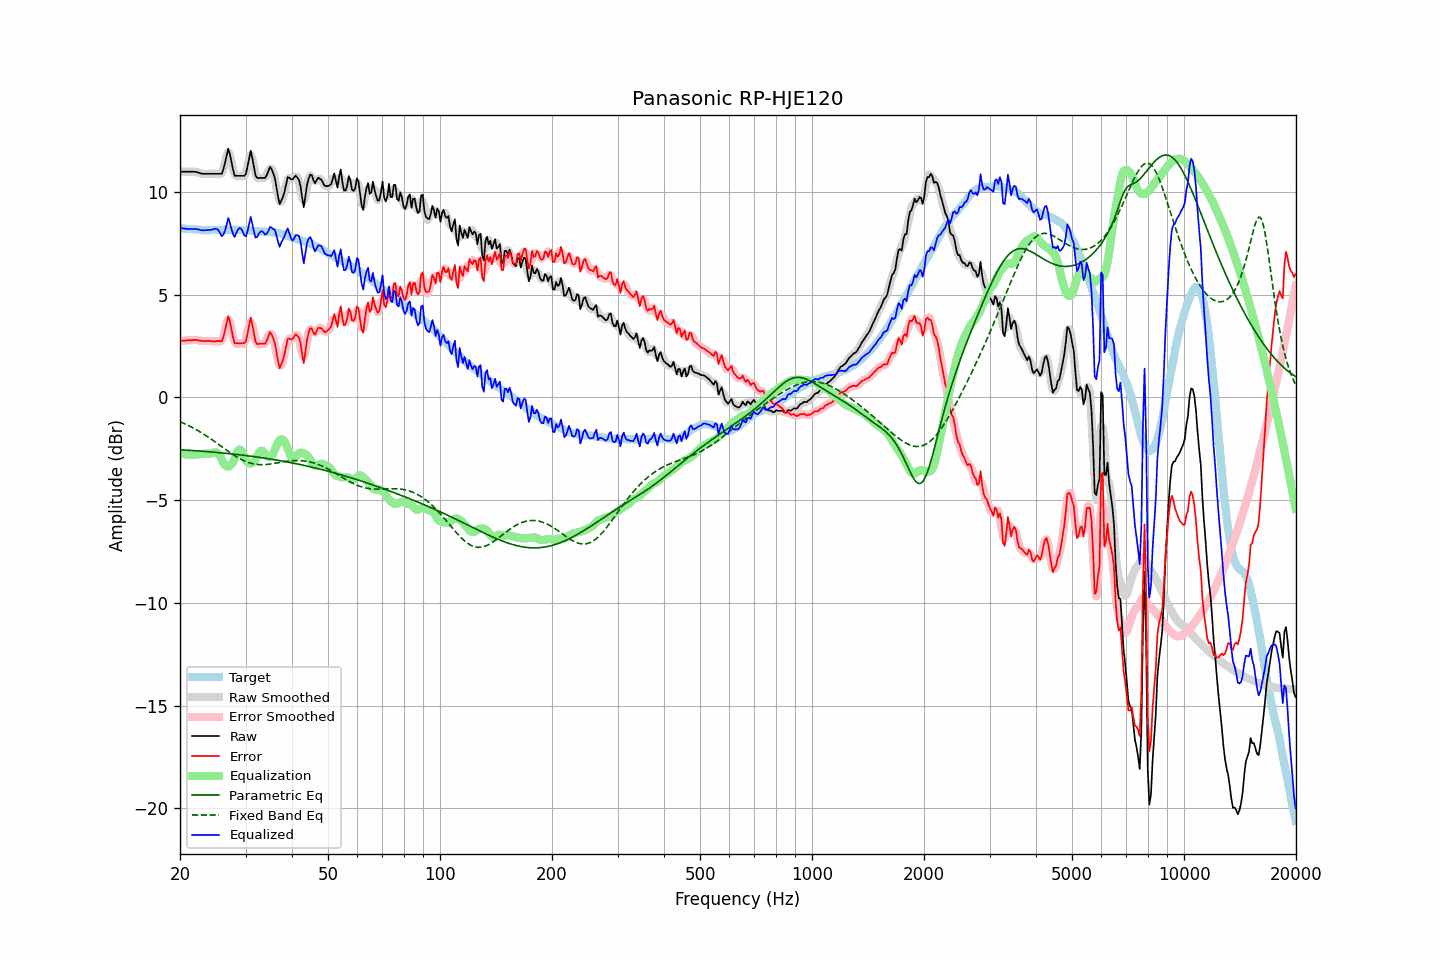 Panasonic RP-HJE120
Amplitude (dBr)
10
5
0
−5
−10
−15
−20
Target
Raw Smoothed
Error Smoothed
Raw
Error
Equalization
Parametric Eq
Fixed Band Eq
Equalized
20 50 100 200 500 1000 2000 5000 10000 20000
Frequency (Hz)